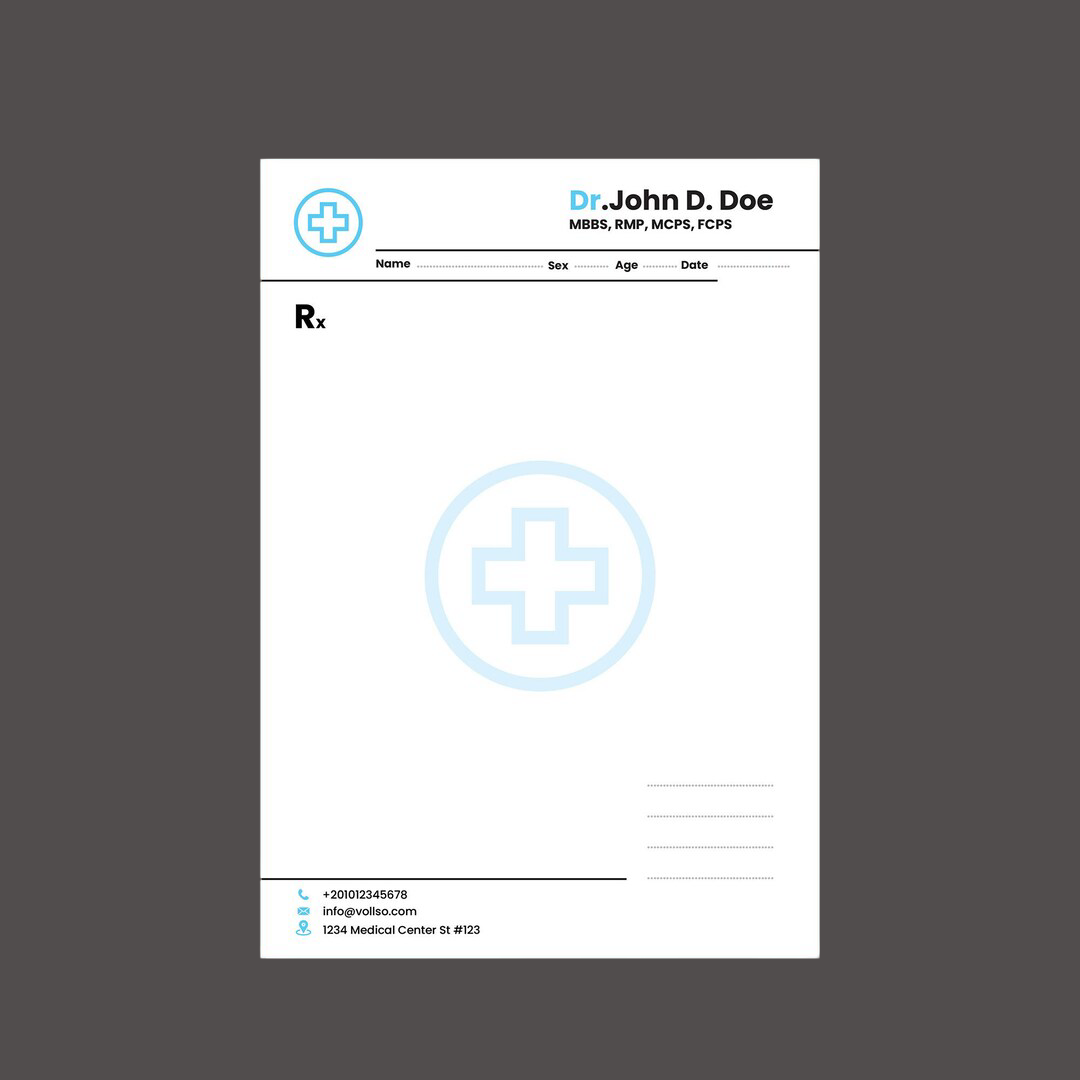 Dr.John D. Doe
MBBS, RMP, MCPS, FCPS
Name Sex Age Date
Rx
+201012345678
info@vollso.com
1234 Medical Center St #123